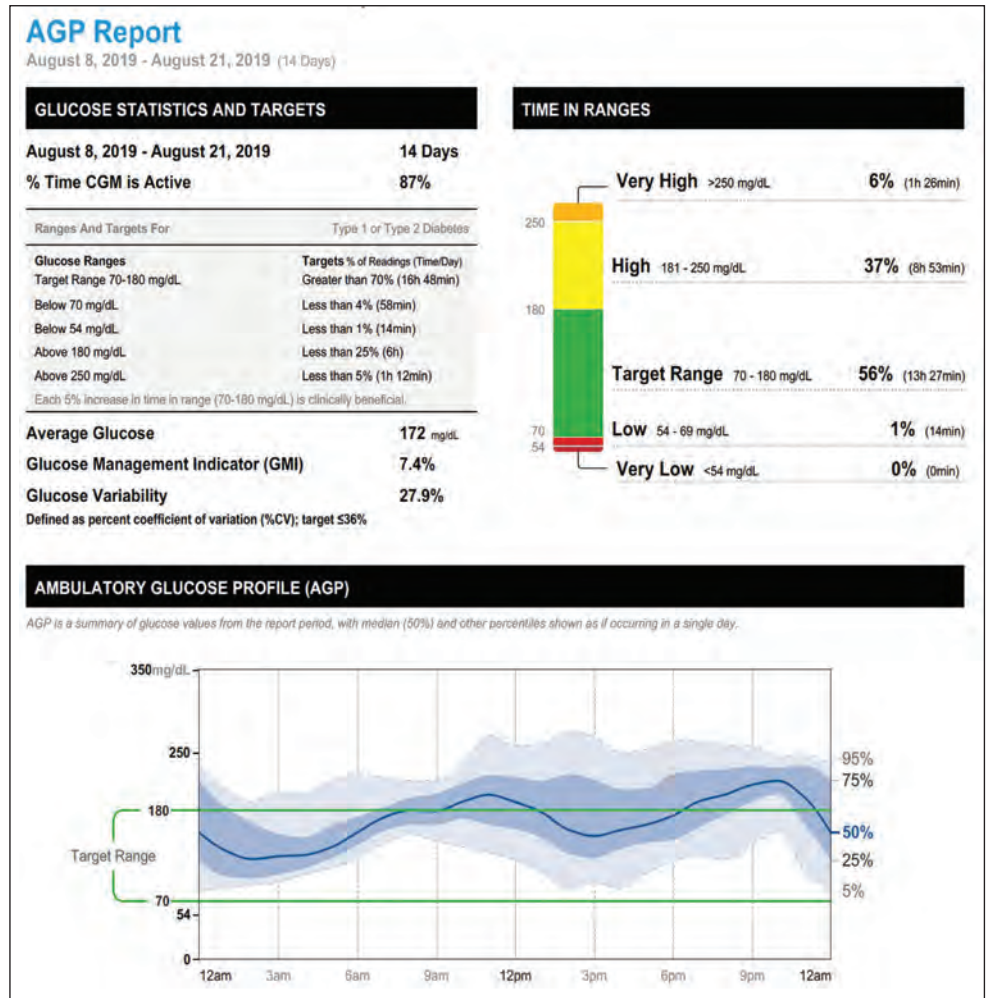 AGP Report
August 8, 2019 - August 21, 2019 (14 Days)
GLUCOSE STATISTICS AND TARGETS
August 8, 2019 - August 21, 2019 14 Days
% Time CGM is Active 87%
Ranges And Targets For Type 1 or Type 2 Diabetes
Glucose Ranges Targets % of Readings (Time/Day)
Target Range 70-180 mg/dL Greater than 70% (16h 48min)
Below 70 mg/dL Less than 4% (58min)
Below 54 mg/dL Less than 1% (14min)
Above 180 mg/dL Less than 25% (6h)
Above 250 mg/dL Less than 5% (1h 12min)
Each 5% increase in time in range (70-180 mg/dL) is clinically beneficial.
Average Glucose 172 mg/dL
Glucose Management Indicator (GMI) 7.4%
Glucose Variability 27.9%
Defined as percent coefficient of variation (%CV); target ≤36%
TIME IN RANGES
Very High >250 mg/dL 6% (1h 26min)
250
High 181 - 250 mg/dL 37% (8h 53min)
180
Target Range 70 - 180 mg/dL 56% (13h 27min)
70 Low 54 - 69 mg/dL 1% (14min)
54
Very Low <54 mg/dL 0% (0min)
AMBULATORY GLUCOSE PROFILE (AGP)
AGP is a summary of glucose values from the report period, with median (50%) and other percentiles shown as if occurring in a single day.
350 mg/dL
250
95%
75%
180
50%
Target Range
25%
5%
70
54
0
12am 3am 6am 9am 12pm 3pm 6pm 9pm 12am